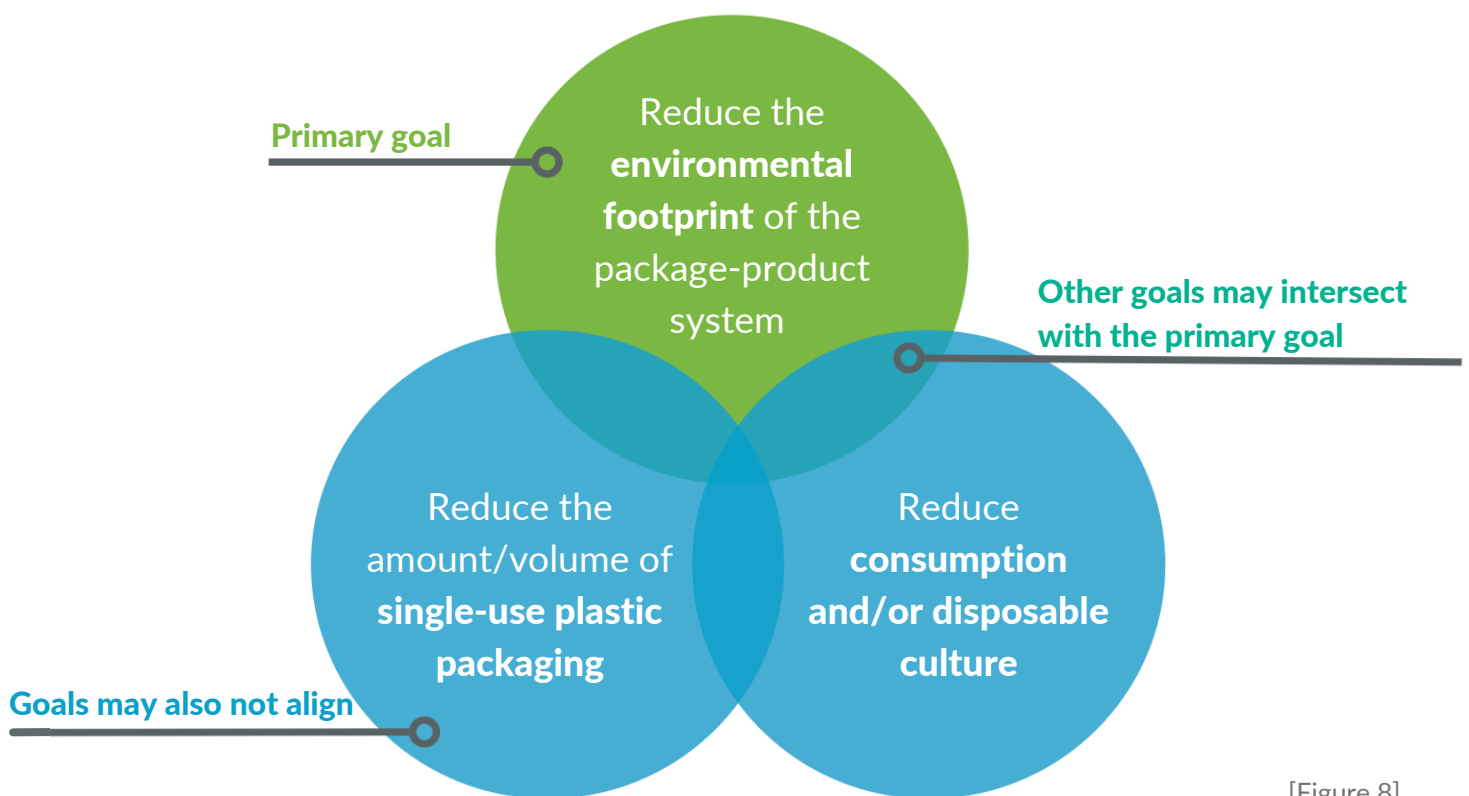 Primary goal
Reduce the
environmental
footprint of the
package-product
system
Other goals may intersect
with the primary goal
Reduce the
amount/volume of
single-use plastic
packaging
Reduce
consumption
and/or disposable
culture
Goals may also not align
[Figure 8]